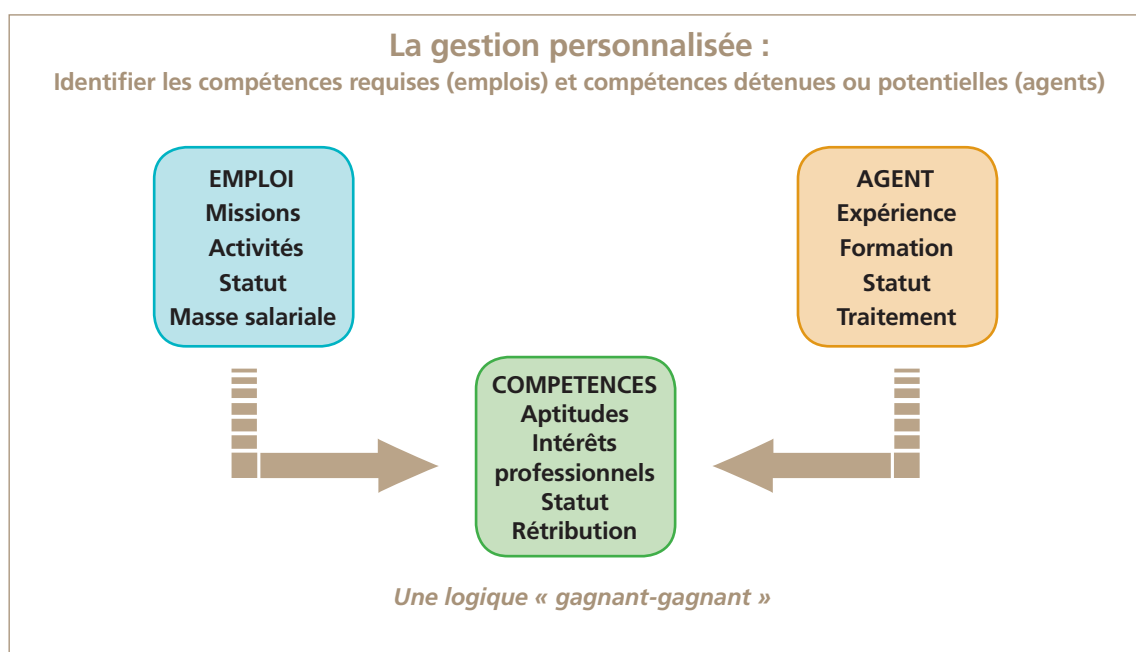 La gestion personnalisée :
Identifier les compétences requises (emplois) et compétences détenues ou potentielles (agents)
EMPLOI
Missions
Activités
Statut
Masse salariale
AGENT
Expérience
Formation
Statut
Traitement
COMPETENCES
Aptitudes
Intérêts
professionnels
Statut
Rétribution
Une logique « gagnant-gagnant »